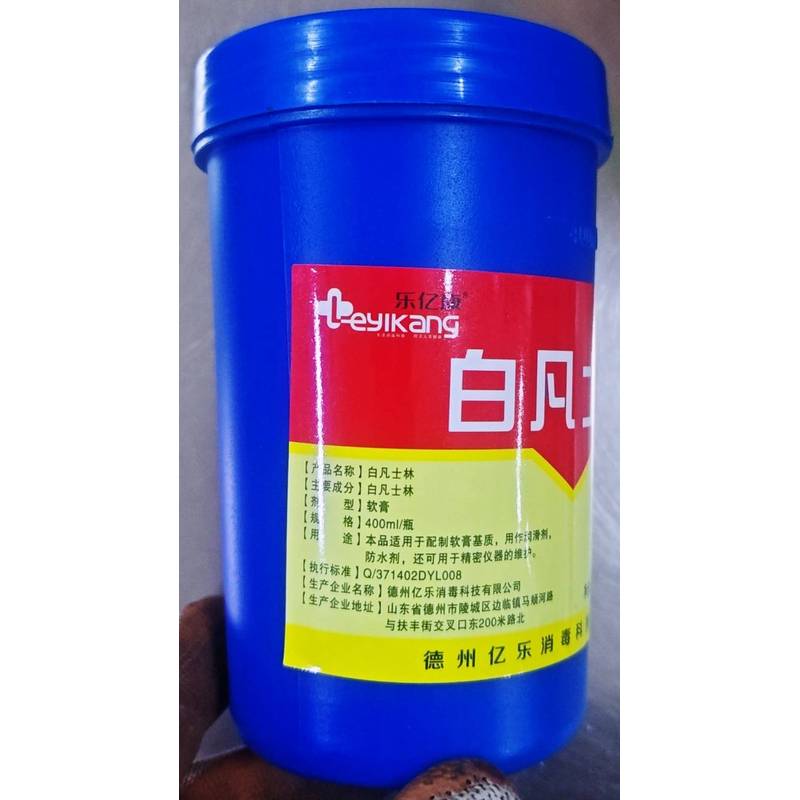 乐亿康®
Leyikang
白凡士
【产品名称】白凡士林
【主要成分】白凡士林
【剂 型】软膏
【规 格】400ml/瓶
【用 途】本品适用于配制软膏基质，用作润滑剂，
防水剂，还可用于精密仪器的维护。
【执行标准】Q/371402DYL008
【生产企业名称】德州亿乐消毒科技有限公司
【生产企业地址】山东省德州市陵城区边临镇马颊河路
与扶丰街交叉口东200米路北
德州亿乐消毒科